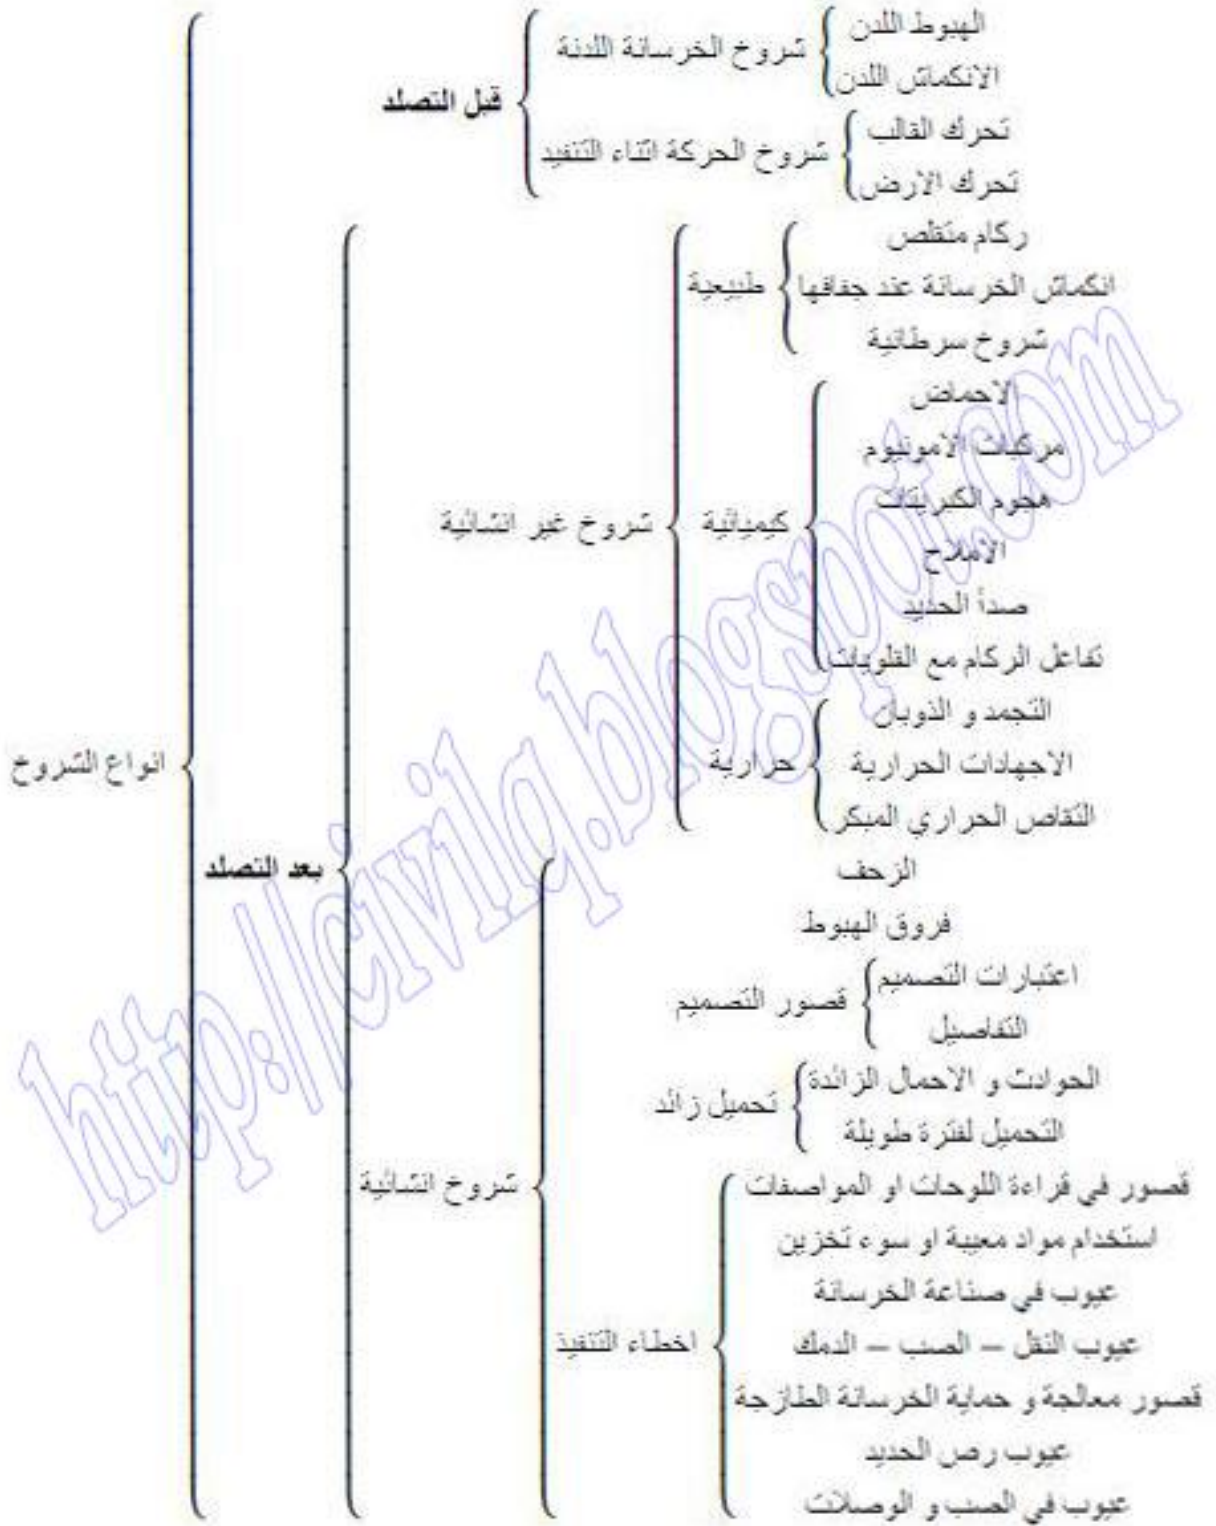 انواع الشروخ
قبل التصلد
شروخ الخرسانة اللدنة
الهبوط اللدن
الانكماش اللدن
شروخ الحركة اثناء التنفيد
تحرك القالب
تحرك الارض
بعد التصلد
شروخ غير انشائية
طبيعية
ركام متقلص
انكماش الخرسانة عند جفافها
شروخ سرطانية
كيميائية
الاحماض
مركبات الامونيوم
هجوم الكبريتات
الاملاح
صدأ الحديد
تفاعل الركام مع القلويات
حرارية
التجمد و الذوبان
الاجهادات الحرارية
التقاص الحراري المبكر
شروخ انشائية
الزحف
فروق الهبوط
قصور التصميم
اعتبارات التصميم
التفاصيل
تحميل زائد
الحوادث و الاحمال الزائدة
التحميل لفترة طويلة
اخطاء التنفيذ
قصور في قراءة اللوحات او المواصفات
استخدام مواد معيبة او سوء تخزين
عيوب في صناعة الخرسانة
عيوب النقل – الصب – الدمك
قصور معالجة و حماية الخرسانة الطازجة
عيوب رص الحديد
عيوب في الصب و الوصلات
http://civilq.blogspot.com